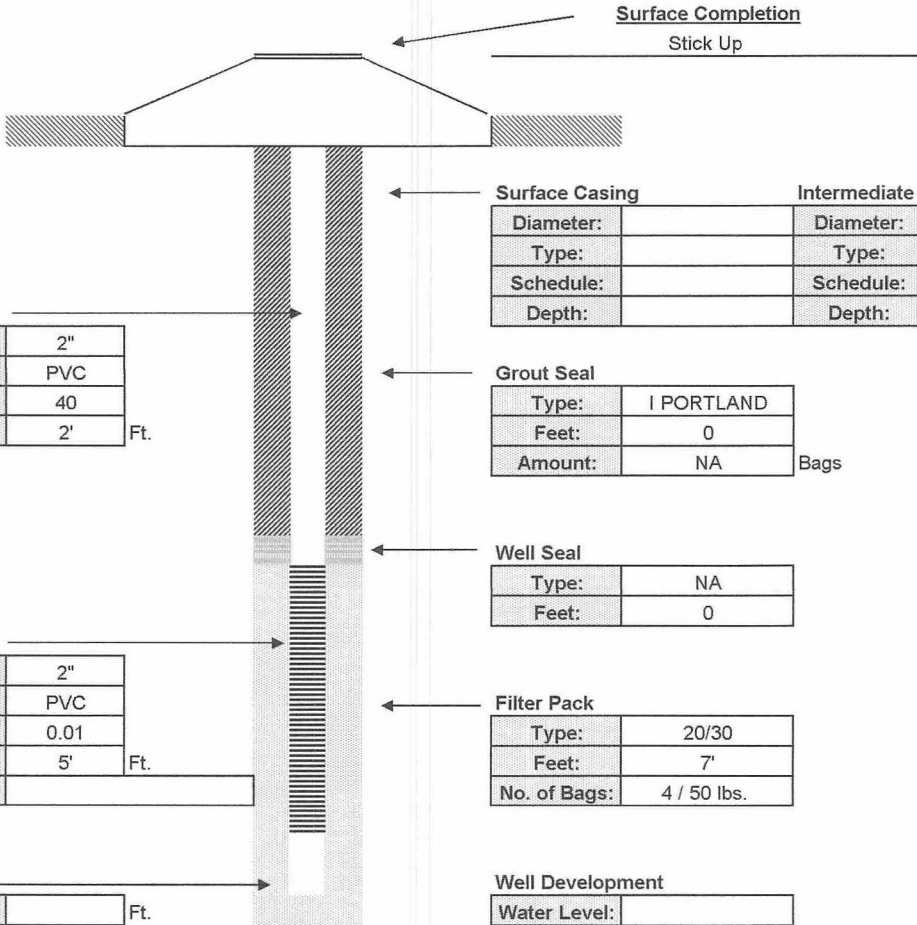 Surface Completion
Stick Up
Surface Casing Intermediate
Diameter: Diameter:
Type: Type:
Schedule: Schedule:
Depth: Depth:
2"
PVC
40
2' Ft.
Grout Seal
Type: I PORTLAND
Feet: 0
Amount: NA Bags
Well Seal
Type: NA
Feet: 0
2"
PVC
0.01
5' Ft.
Filter Pack
Type: 20/30
Feet: 7'
No. of Bags: 4 / 50 lbs.
Well Development
Ft. Water Level: